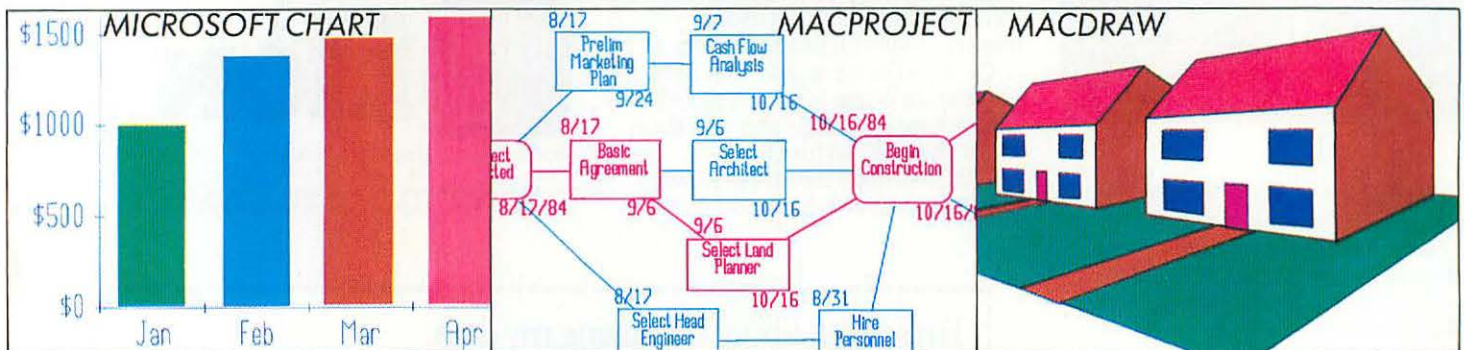 MICROSOFT CHART
$1500
$1000
$500
$0
Jan Feb Mar Apr
MACPROJECT
8/17
Prelim
Marketing
Plan
9/24
9/7
Cash Flow
Analysis
10/16
8/17
Basic
Agreement
9/6
8/17/84
9/6
Select
Architect
10/16
10/16/84
Begin
Construction
10/16/
9/6
Select Land
Planner
10/16
8/17
Select Head
Engineer
8/31
Hire
Personnel
MACDRAW